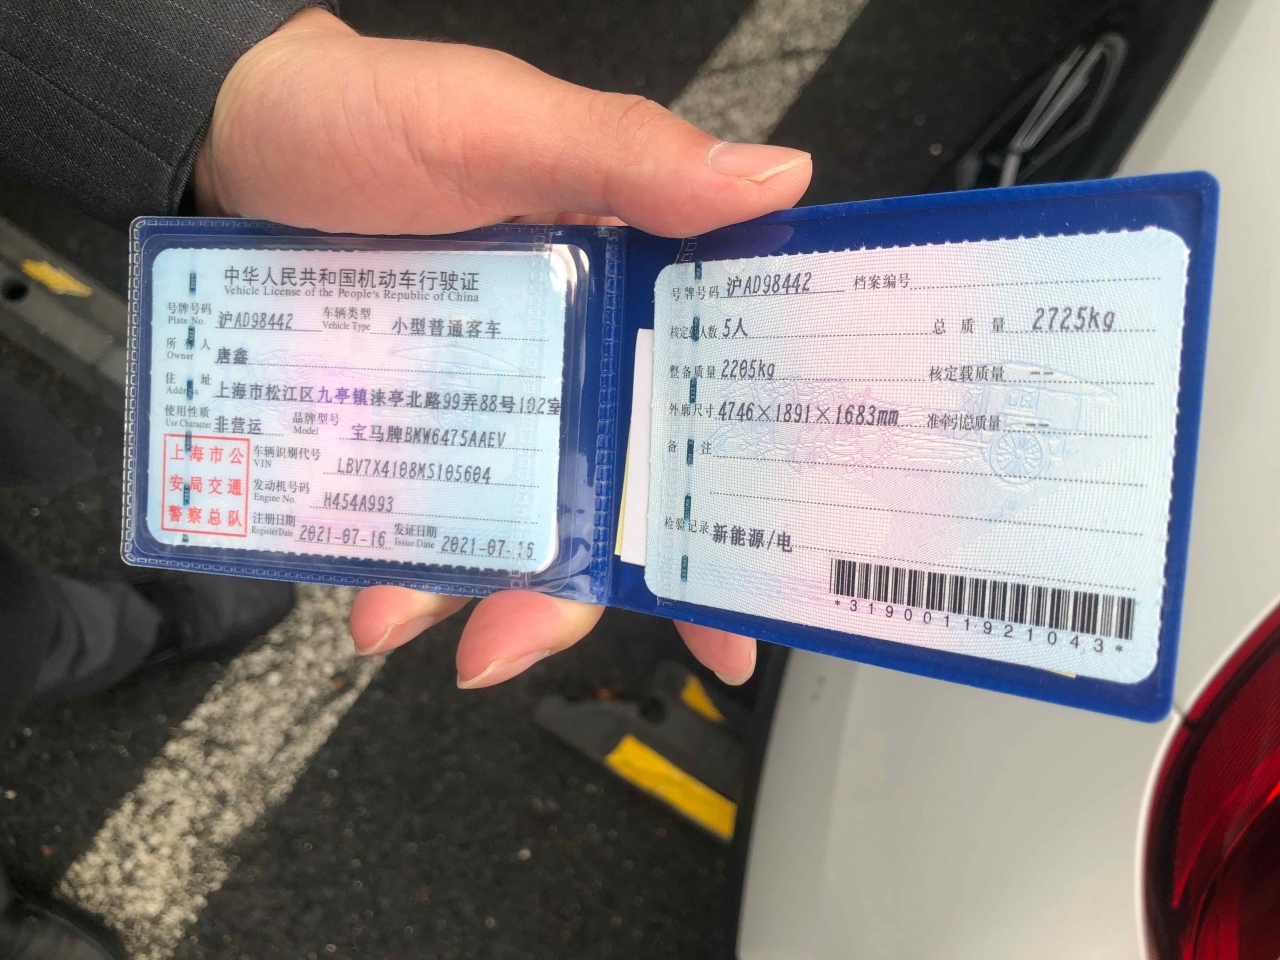 中华人民共和国机动车行驶证
Vehicle License of the People's Republic of China
号牌号码 沪AD98442 车辆类型 小型普通客车
Plate No. Vehicle Type
所有人 唐鑫
Owner
住址 上海市松江区九亭镇涞亭北路99弄88号102室
Address
使用性质 非营运 品牌型号 宝马牌BMW6475AAEV
Use Character Model
上海市公
安局交通
警察总队
车辆识别代号 LBV7X4108MS105604
VIN
发动机号码 H454A993
Engine No.
注册日期 2021-07-16 发证日期 2021-07-16
Register Date Issue Date
号牌号码 沪AD98442 档案编号
核定载人数 5人 总质量 2725kg
整备质量 2205kg 核定载质量 --
外廓尺寸 4746×1891×1683mm 准牵引总质量 --
备注
检验记录 新能源/电
*3190011921043*